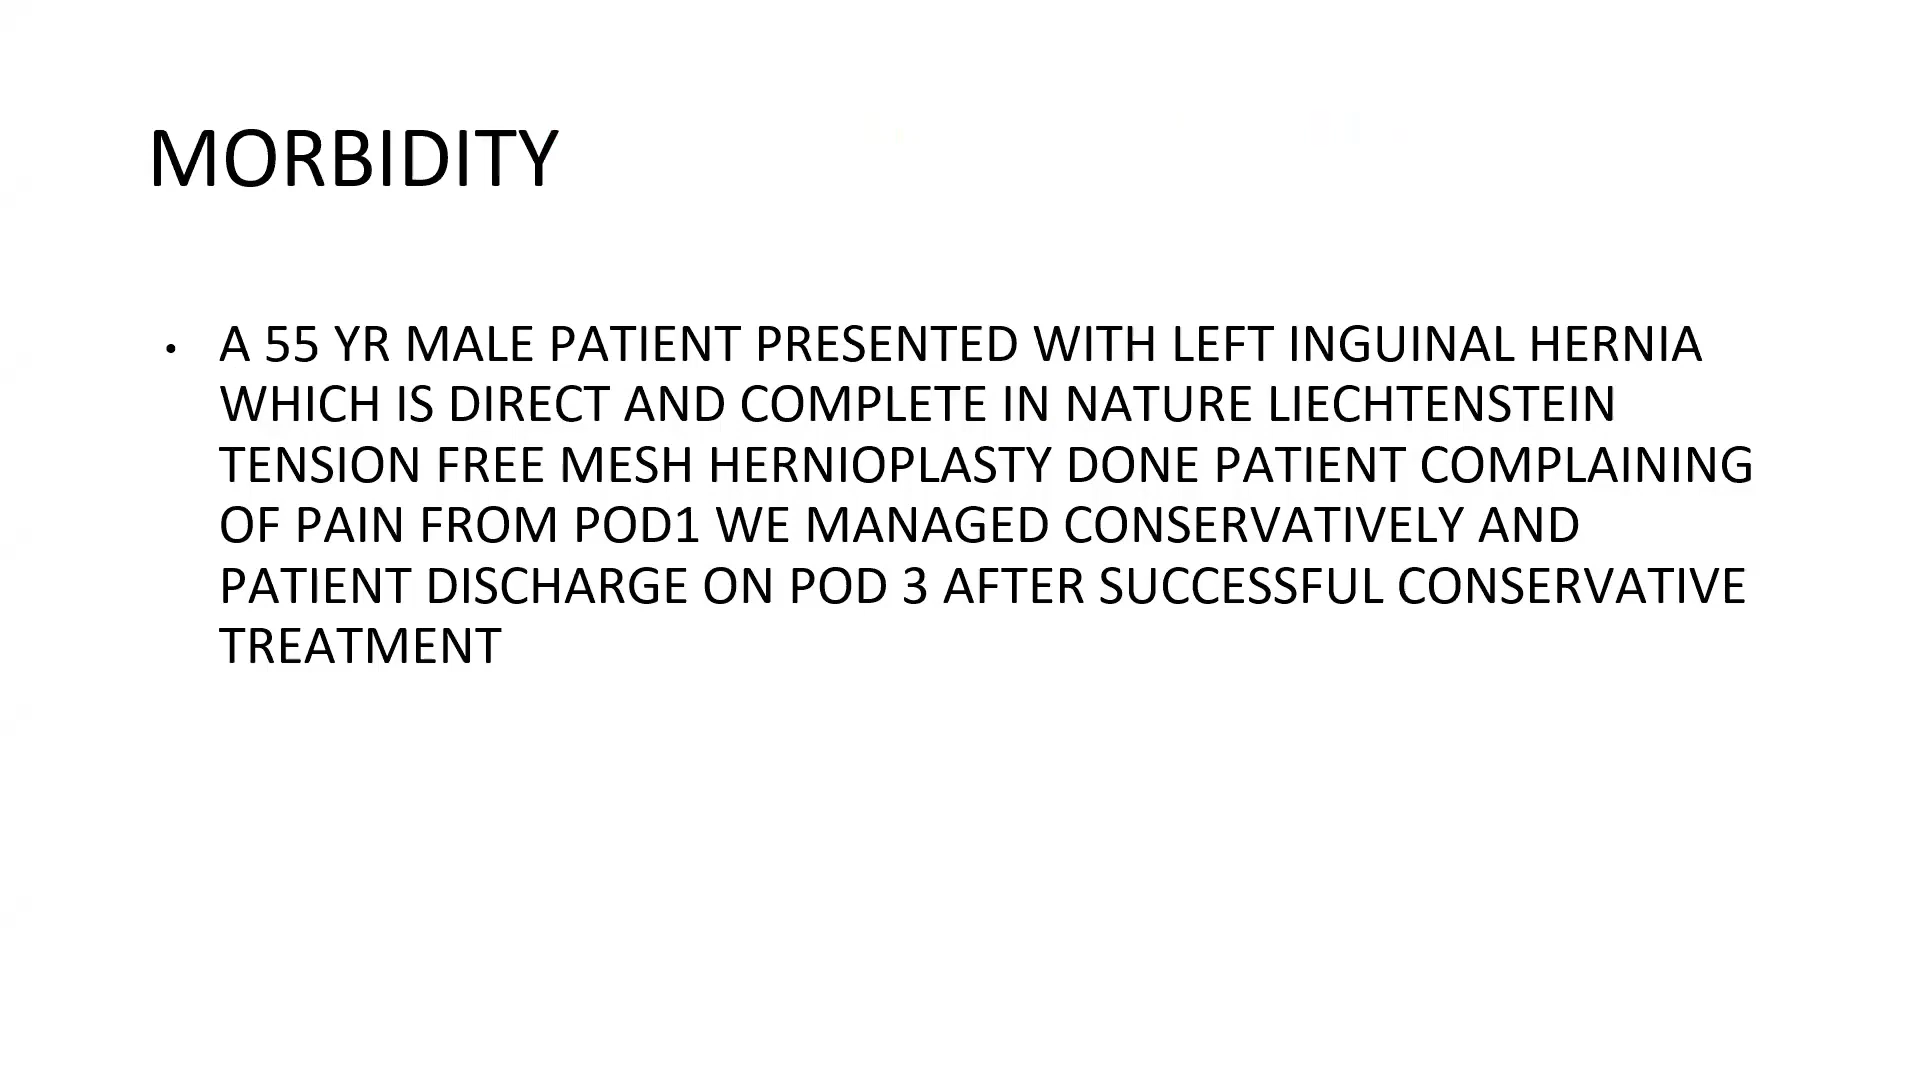 MORBIDITY
• A 55 YR MALE PATIENT PRESENTED WITH LEFT INGUINAL HERNIA
WHICH IS DIRECT AND COMPLETE IN NATURE LIECHTENSTEIN
TENSION FREE MESH HERNIOPLASTY DONE PATIENT COMPLAINING
OF PAIN FROM POD1 WE MANAGED CONSERVATIVELY AND
PATIENT DISCHARGE ON POD 3 AFTER SUCCESSFUL CONSERVATIVE
TREATMENT